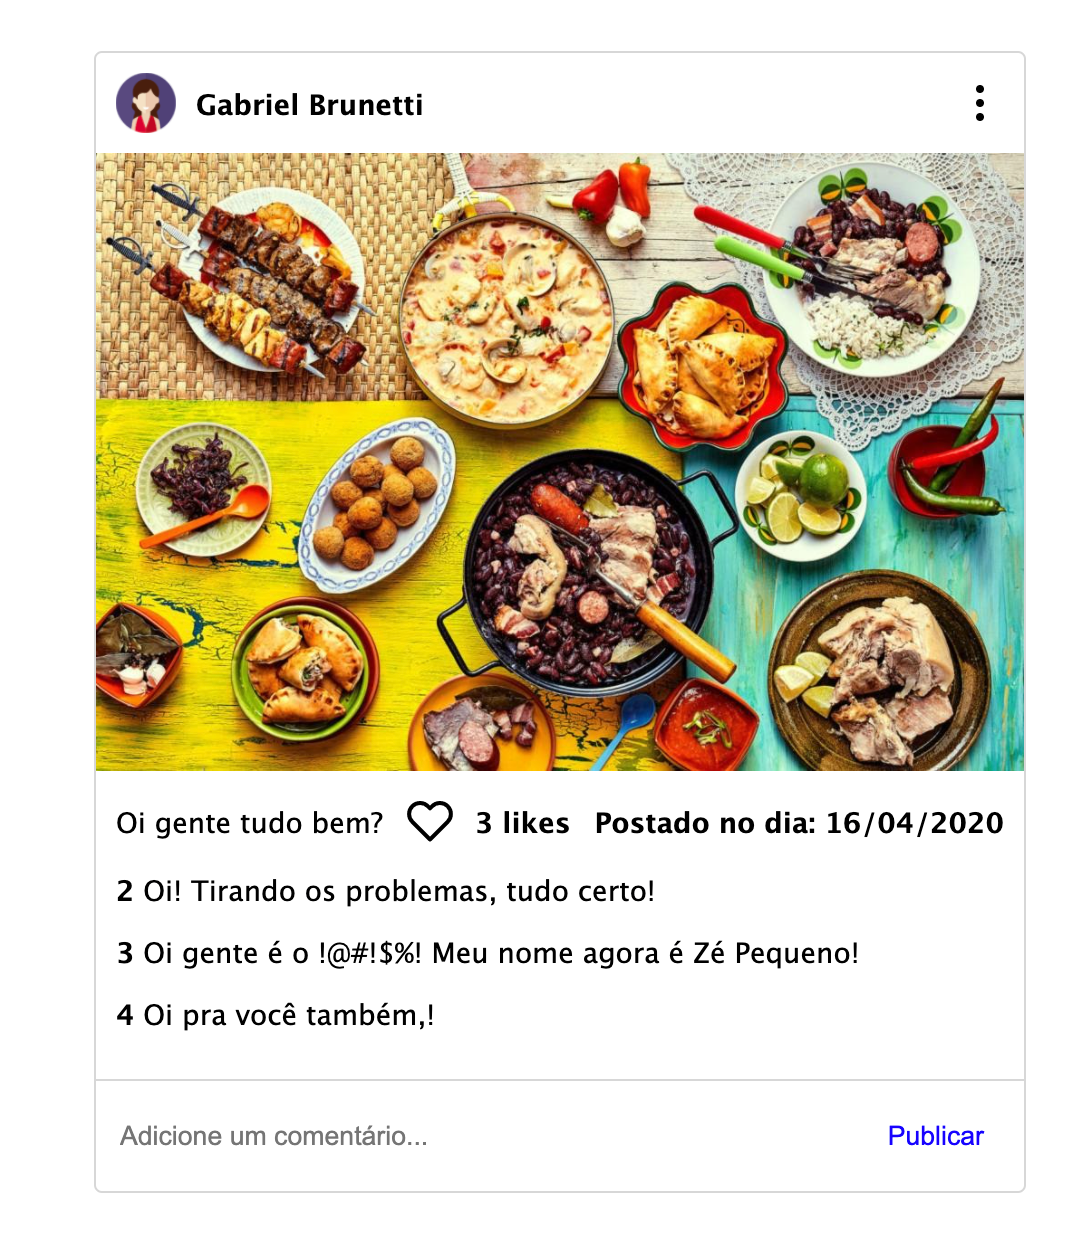 Gabriel Brunetti
Oi gente tudo bem? 3 likes Postado no dia: 16/04/2020
2 Oi! Tirando os problemas, tudo certo!
3 Oi gente é o !@#!$%! Meu nome agora é Zé Pequeno!
4 Oi pra você também,!
Adicione um comentário... Publicar